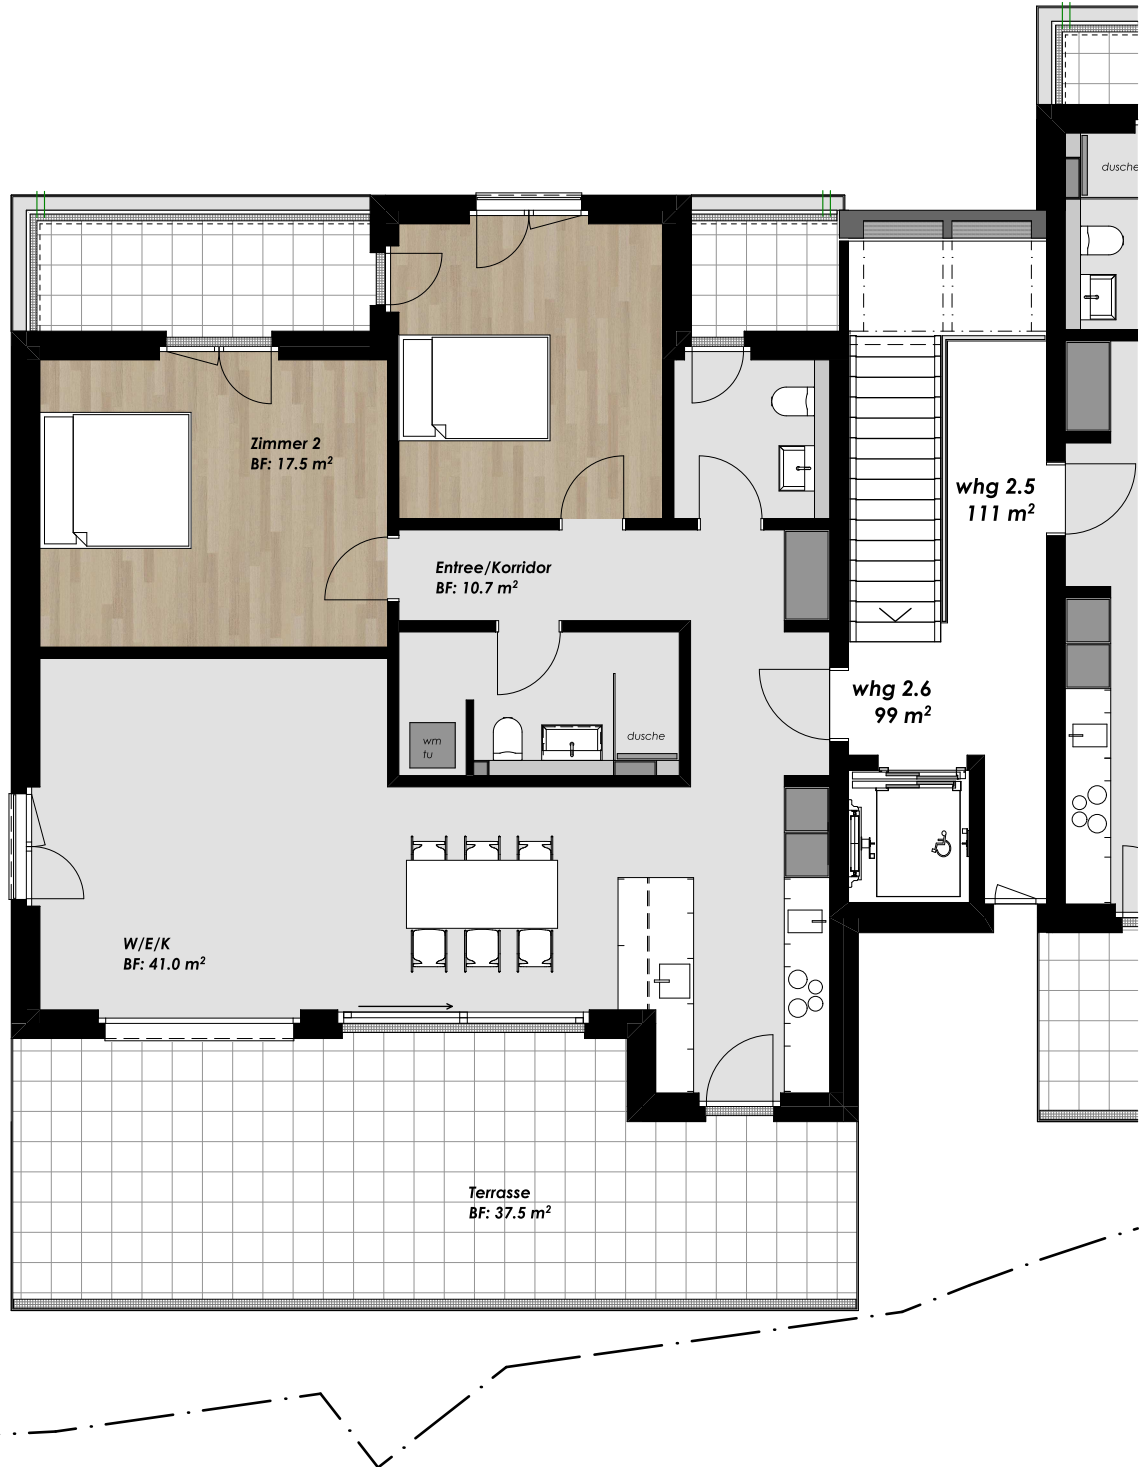 dusche
Zimmer 2
BF: 17.5 m²
whg 2.5
111 m²
Entree/Korridor
BF: 10.7 m²
whg 2.6
99 m²
wm
tu
dusche
W/E/K
BF: 41.0 m²
Terrasse
BF: 37.5 m²